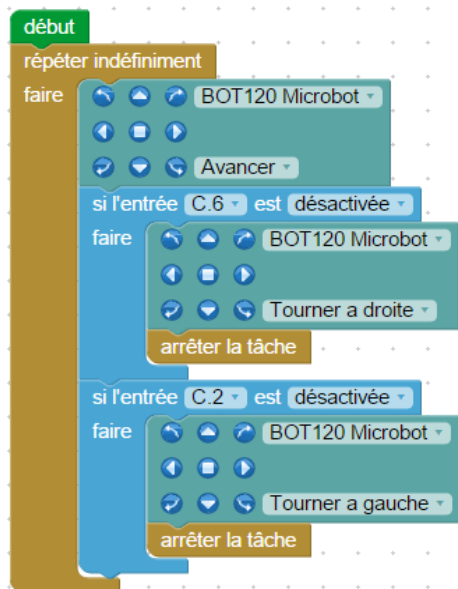 début
répéter indéfiniment
faire BOT120 Microbot
Avancer
si l'entrée C.6 est désactivée
faire BOT120 Microbot
Tourner a droite
arrêter la tâche
si l'entrée C.2 est désactivée
faire BOT120 Microbot
Tourner a gauche
arrêter la tâche